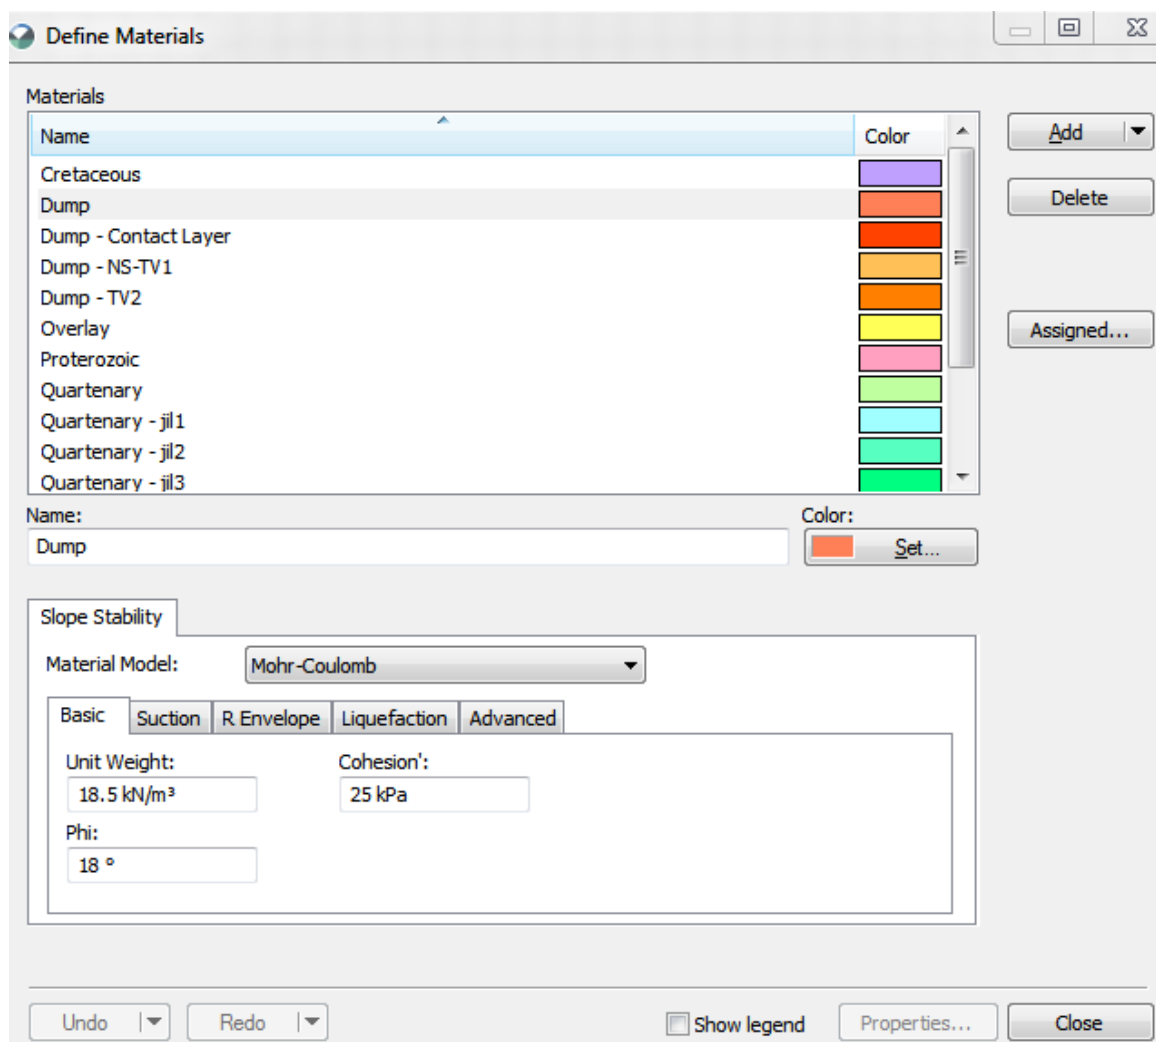 Define Materials
Materials
Name Color
Cretaceous
Dump
Dump - Contact Layer
Dump - NS-TV1
Dump - TV2
Overlay
Proterozoic
Quartenary
Quartenary - jil1
Quartenary - jil2
Quartenary - jil3
Add
Delete
Assigned...
Name: Color:
Dump Set...
Slope Stability
Material Model: Mohr-Coulomb
Basic Suction R Envelope Liquefaction Advanced
Unit Weight: Cohesion':
18.5 kN/m³ 25 kPa
Phi:
18 °
Undo Redo Show legend Properties... Close